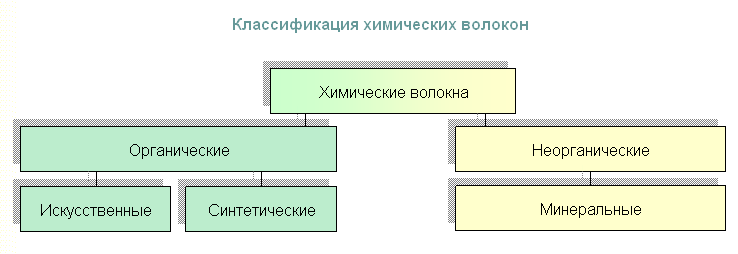 Классификация химических волокон
Химические волокна
Органические
Неорганические
Искусственные
Синтетические
Минеральные